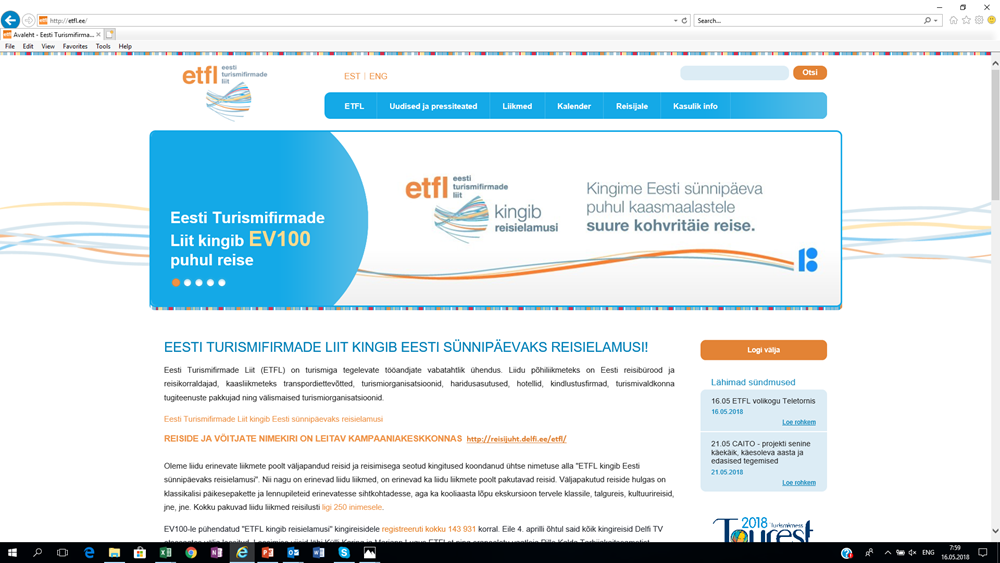 http://etfl.ee/
Search...
Avaleht - Eesti Turismifirma...
File Edit View Favorites Tools Help
etfl eesti turismifirmade liit
EST | ENG
Otsi
ETFL Uudised ja pressiteated Liikmed Kalender Reisijale Kasulik info
Eesti Turismifirmade
Liit kingib EV100
puhul reise
etfl eesti turismifirmade liit
kingib
reisielamusi
Kingime Eesti sünnipäeva
puhul kaasmaalastele
suure kohvritäie reise.
EESTI TURISMIFIRMADE LIIT KINGIB EESTI SÜNNIPÄEVAKS REISIELAMUSI!
Eesti Turismifirmade Liit (ETFL) on turismiga tegelevate tööandjate vabatahtlik ühendus. Liidu põhiliikmeteks on Eesti reisibürood ja
reisikorraldajad, kaasliikmeteks transpordiettevõtted, turismiorganisatsioonid, haridusasutused, hotellid, kindlustusfirmad, turismivaldkonna
tugiteenuste pakkujad ning välismaised turismiorganisatsioonid.
Eesti Turismifirmade Liit kingib Eesti sünnipäevaks reisielamusi
REISIDE JA VÕITJATE NIMEKIRI ON LEITAV KAMPAANIAKESKKONNAS http://reisijuht.delfi.ee/etfl/
Oleme liidu erinevate liikmete poolt väljapandud reisid ja reisimisega seotud kingitused koondanud ühtse nimetuse alla "ETFL kingib Eesti
sünnipäevaks reisielamusi". Nii nagu on erinevad liidu liikmed, on erinevad ka liidu liikmete poolt pakutavad reisid. Väljapakutud reiside hulgas on
klassikalisi päikesepakette ja lennupileteid erinevatesse sihtkohtadesse, aga ka kooliaasta lõpu ekskursioon tervele klassile, talgureis, kultuurireisid,
jne, jne. Kokku pakuvad liidu liikmed reisilusti ligi 250 inimesele.
EV100-le pühendatud "ETFL kingib reisielamusi" kingireisidele registreeruti kokku 143 931 korral. Eile 4. aprilli õhtul said kõik kingireisid Delfi TV
Logi välja
Lähimad sündmused
16.05 ETFL volikogu Teletornis
16.05.2018
Loe rohkem
21.05 CAITO - projekti senine
käekäik, käesoleva aasta ja
edasised tegemised
21.05.2018
Loe rohkem
2018
Tourest
ENG
7:59
16.05.2018